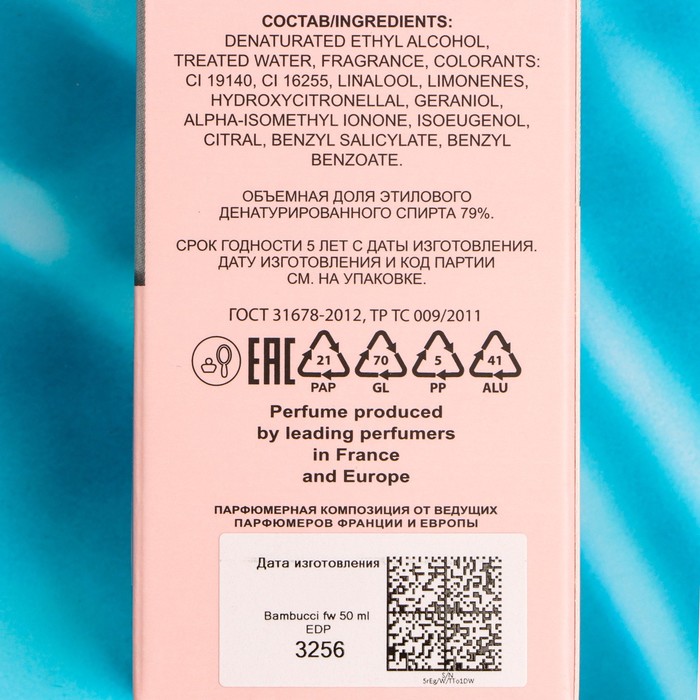 СОСТАВ/INGREDIENTS:
DENATURATED ETHYL ALCOHOL,
TREATED WATER, FRAGRANCE, COLORANTS:
CI 19140, CI 16255, LINALOOL, LIMONENES,
HYDROXYCITRONELLAL, GERANIOL,
ALPHA-ISOMETHYL IONONE, ISOEUGENOL,
CITRAL, BENZYL SALICYLATE, BENZYL
BENZOATE.
ОБЪЕМНАЯ ДОЛЯ ЭТИЛОВОГО
ДЕНАТУРИРОВАННОГО СПИРТА 79%.
СРОК ГОДНОСТИ 5 ЛЕТ С ДАТЫ ИЗГОТОВЛЕНИЯ.
ДАТУ ИЗГОТОВЛЕНИЯ И КОД ПАРТИИ
СМ. НА УПАКОВКЕ.
ГОСТ 31678-2012, ТР ТС 009/2011
EAC 21 70 5 41
PAP GL PP ALU
Perfume produced
by leading perfumers
in France
and Europe
ПАРФЮМЕРНАЯ КОМПОЗИЦИЯ ОТ ВЕДУЩИХ
ПАРФЮМЕРОВ ФРАНЦИИ И ЕВРОПЫ
Дата изготовления
Bambucci fw 50 ml
EDP
3256
S/N